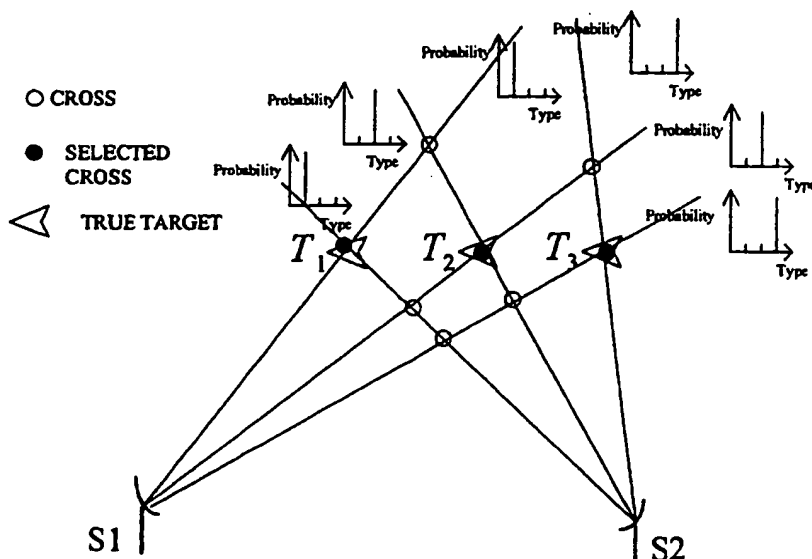 Probability
Type
Probability
Type
Probability
Type
Probability
Type
Probability
Type
Probability
Type
CROSS
SELECTED
CROSS
TRUE TARGET
T1
T2
T3
S1
S2